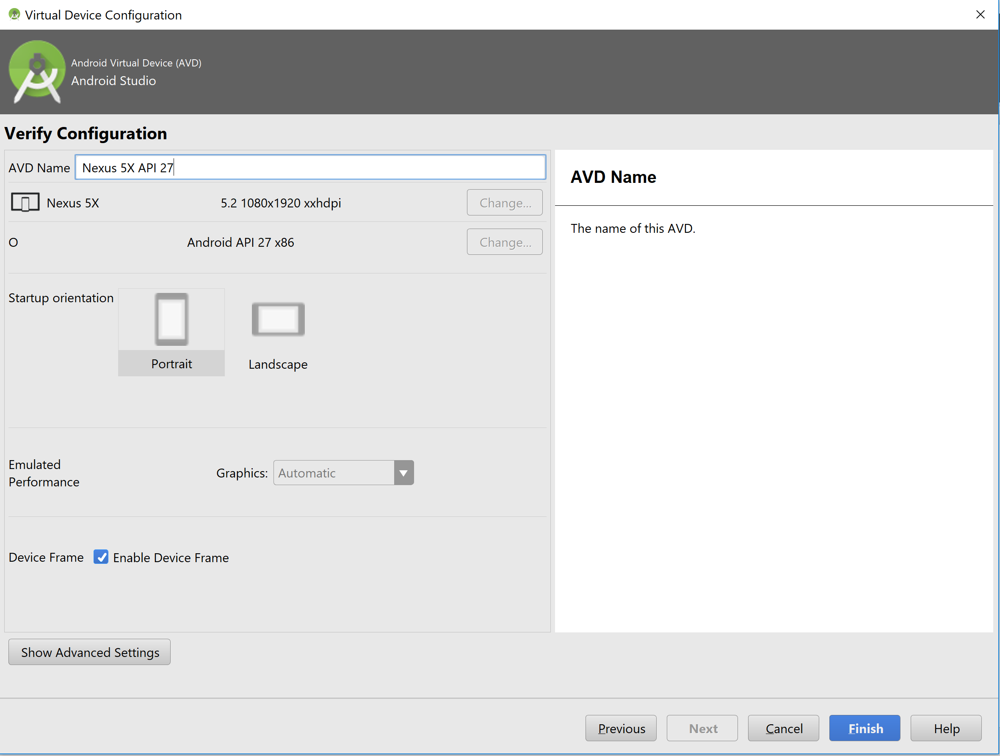 Virtual Device Configuration
Android Virtual Device (AVD)
Android Studio
Verify Configuration
AVD Name Nexus 5X API 27
Nexus 5X 5.2 1080x1920 xxhdpi Change...
O Android API 27 x86 Change...
Startup orientation
Portrait Landscape
Emulated
Performance
Graphics: Automatic
Device Frame Enable Device Frame
Show Advanced Settings
AVD Name
The name of this AVD.
Previous Next Cancel Finish Help